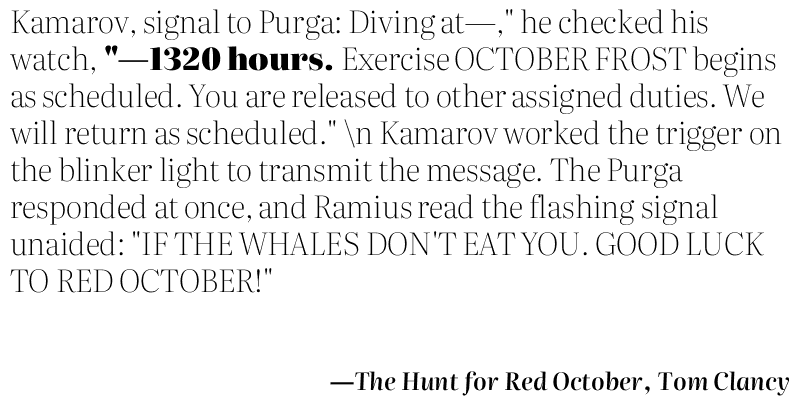 Kamarov, signal to Purga: Diving at—," he checked his
watch, "—1320 hours. Exercise OCTOBER FROST begins
as scheduled. You are released to other assigned duties. We
will return as scheduled." \n Kamarov worked the trigger on
the blinker light to transmit the message. The Purga
responded at once, and Ramius read the flashing signal
unaided: "IF THE WHALES DON'T EAT YOU. GOOD LUCK
TO RED OCTOBER!"
—The Hunt for Red October, Tom Clancy